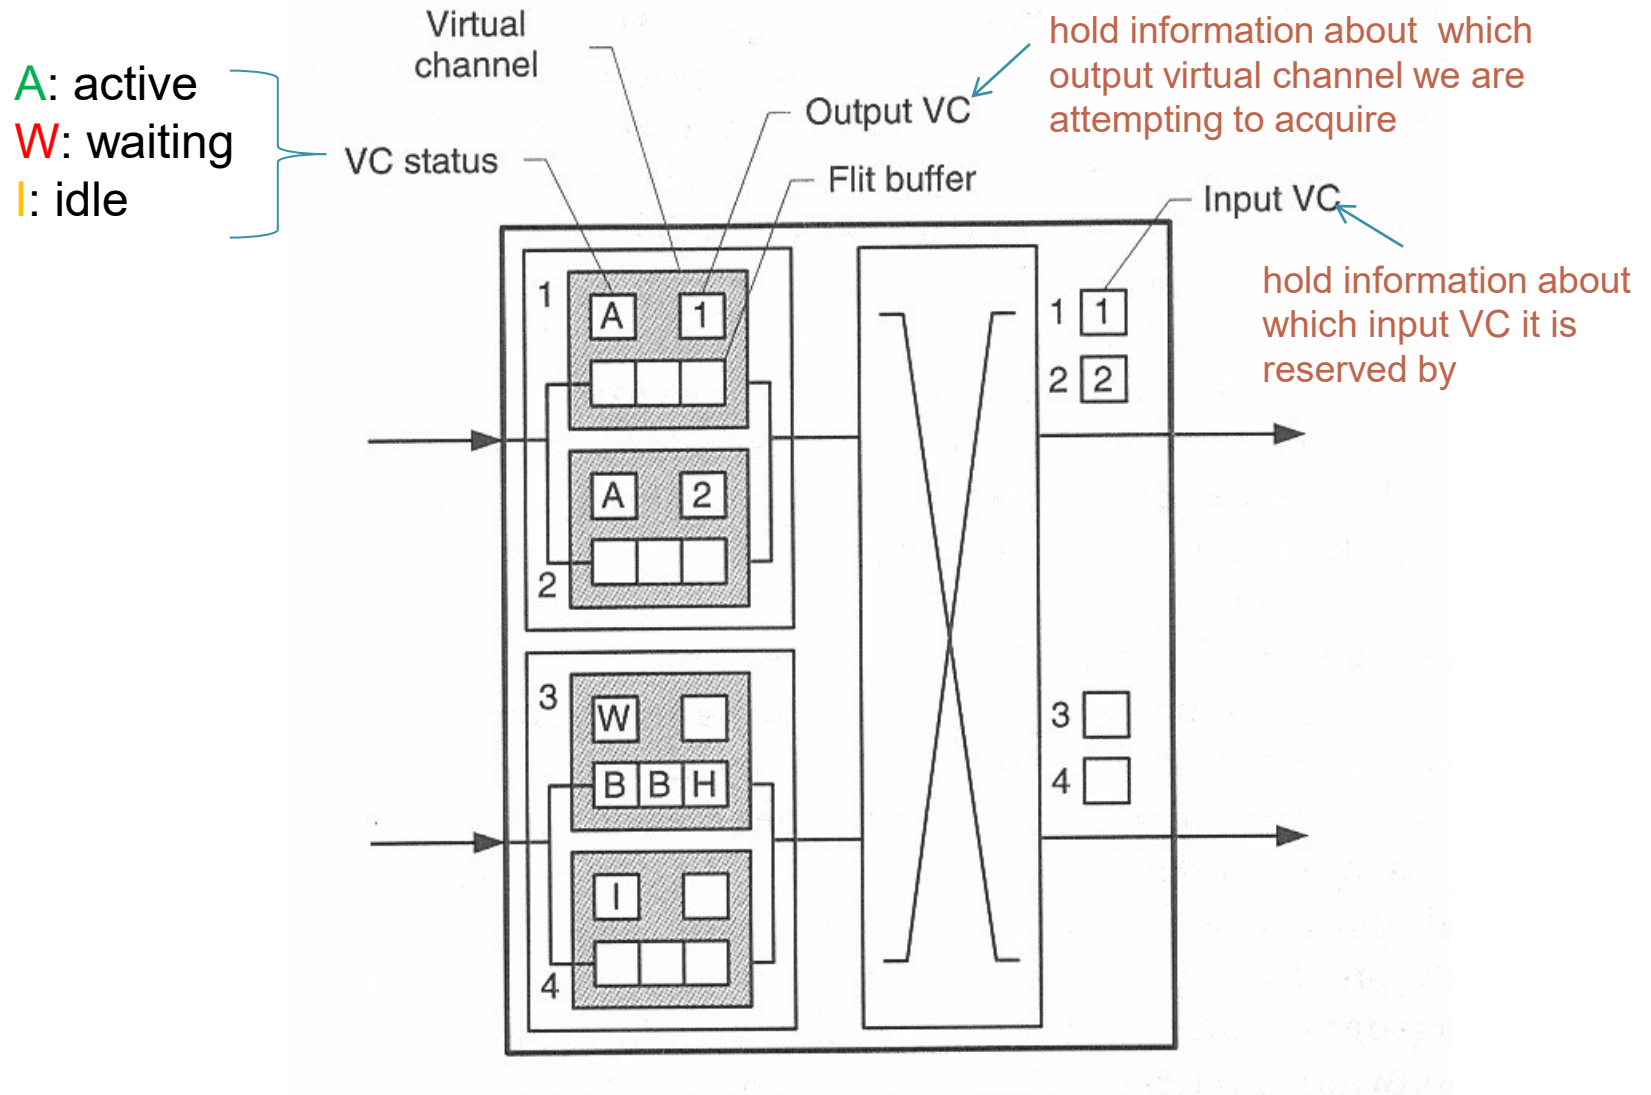 A: active
W: waiting
I: idle
Virtual
channel
VC status
Output VC
Flit buffer
hold information about  which
output virtual channel we are
attempting to acquire
Input VC
hold information about
which input VC it is
reserved by
1
A
1
A
2
2
3
W
B B H
I
4
1 1
2 2
3
4